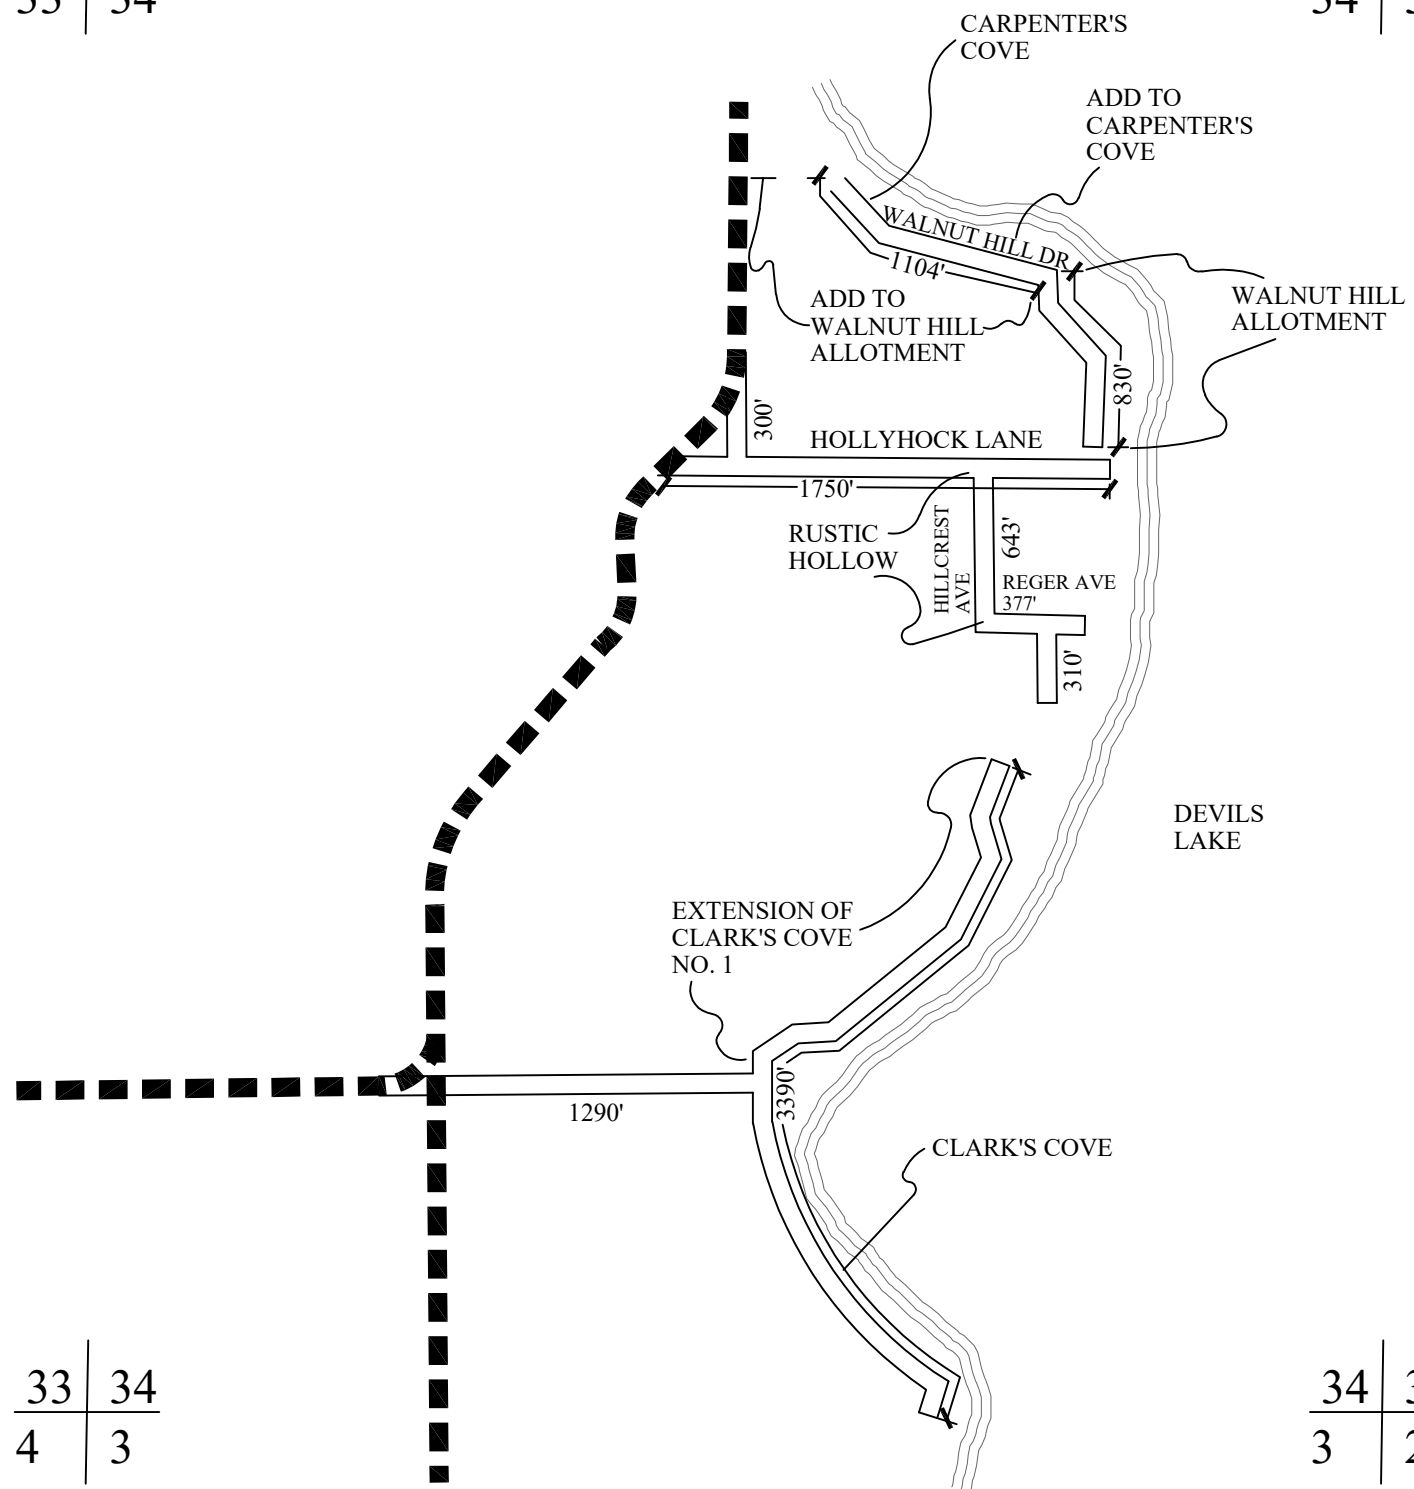 33 34
34
CARPENTER'S
COVE
ADD TO
CARPENTER'S
COVE
WALNUT HILL DR
1104'
ADD TO
WALNUT HILL
ALLOTMENT
WALNUT HILL
ALLOTMENT
830'
300'
HOLLYHOCK LANE
1750'
RUSTIC
HOLLOW
HILLCREST
AVE
643'
REGER AVE
377'
310'
DEVILS
LAKE
EXTENSION OF
CLARK'S COVE
NO. 1
1290'
3390'
CLARK'S COVE
33 34
4 3
34 3
3 2